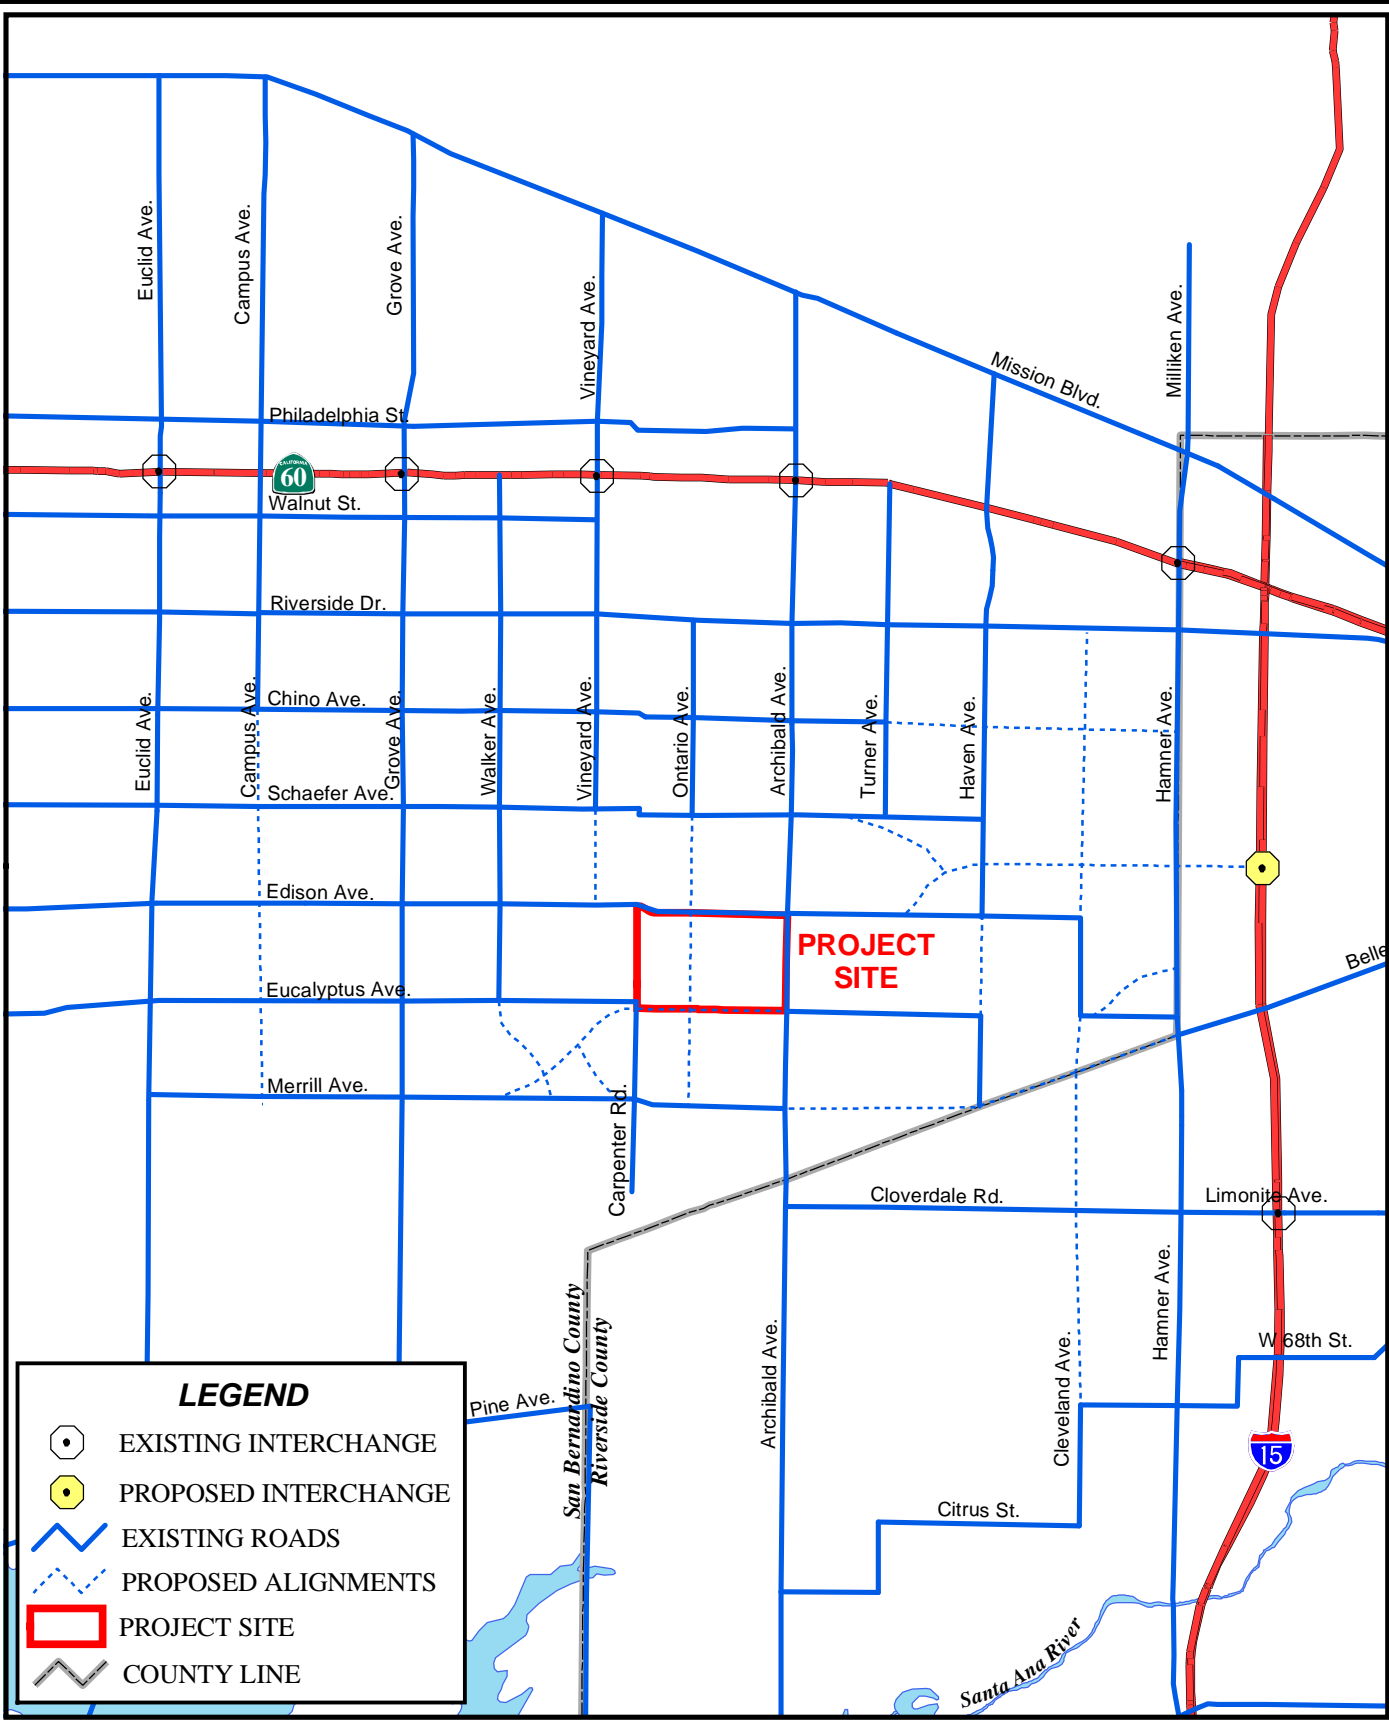 Euclid Ave.
Campus Ave.
Grove Ave.
Vineyard Ave.
Milliken Ave.
Mission Blvd.
Philadelphia St.
CALIFORNIA
60
Walnut St.
Riverside Dr.
Chino Ave.
Euclid Ave.
Campus Ave.
Grove Ave.
Walker Ave.
Vineyard Ave.
Ontario Ave.
Archibald Ave.
Turner Ave.
Haven Ave.
Hamner Ave.
Schaefer Ave.
Edison Ave.
PROJECT
SITE
Belle
Eucalyptus Ave.
Merrill Ave.
Carpenter Rd.
Cloverdale Rd.
Limonite Ave.
San Bernandino County
Riverside County
Archibald Ave.
Cleveland Ave.
Hamner Ave.
W 68th St.
Pine Ave.
15
Citrus St.
Santa Ana River
LEGEND
EXISTING INTERCHANGE
PROPOSED INTERCHANGE
EXISTING ROADS
PROPOSED ALIGNMENTS
PROJECT SITE
COUNTY LINE